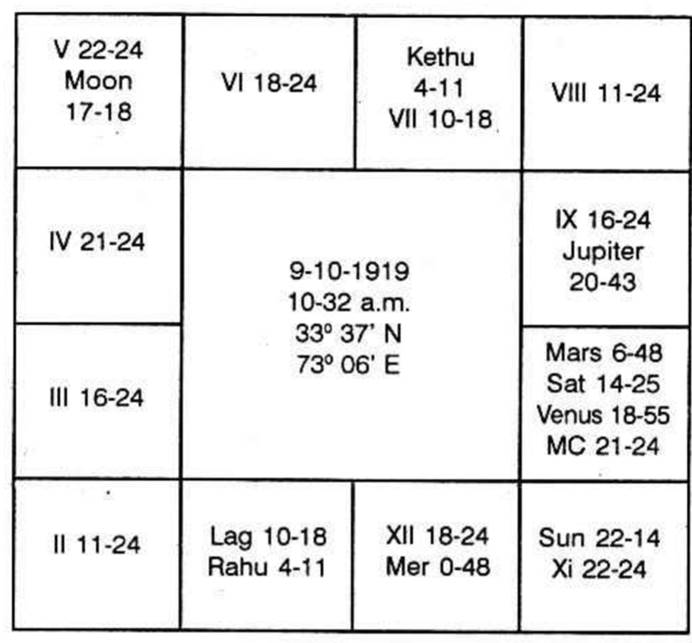 V 22-24
Moon
17-18
VI 18-24
Kethu
4-11
VII 10-18
VIII 11-24
IV 21-24
9-10-1919
10-32 a.m.
33º 37' N
73º 06' E
IX 16-24
Jupiter
20-43
III 16-24
Mars 6-48
Sat 14-25
Venus 18-55
MC 21-24
II 11-24
Lag 10-18
Rahu 4-11
XII 18-24
Mer 0-48
Sun 22-14
Xi 22-24